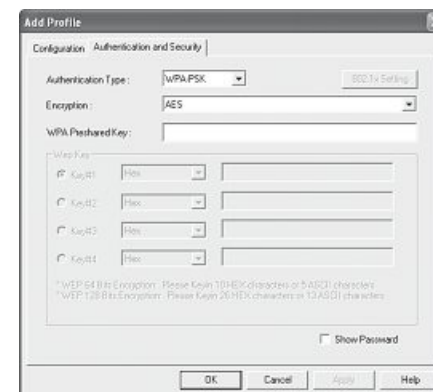 Add Profile
Configuration Authentication and Security
Authentication Type : WPA-PSK 802.1x Setting
Encryption : AES
WPA Preshared Key :
Wep Key
Key#1 Hex
Key#2 Hex
Key#3 Hex
Key#4 Hex
* WEP 64 Bits Encryption: Please Keyin 10 HEX characters or 5 ASCII characters
* WEP 128 Bits Encryption: Please Keyin 26 HEX characters or 13 ASCII characters
Show Password
OK Cancel Apply Help